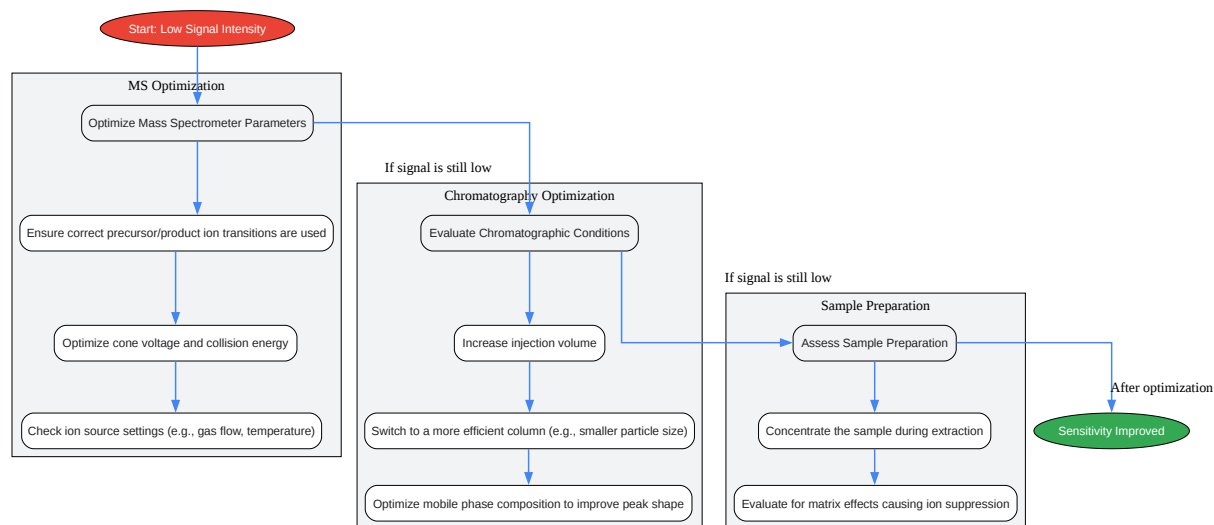 Start: Low Signal Intensity
MS Optimization
Optimize Mass Spectrometer Parameters
Ensure correct precursor/product ion transitions are used
Optimize cone voltage and collision energy
Check ion source settings (e.g., gas flow, temperature)
If signal is still low
Chromatography Optimization
Evaluate Chromatographic Conditions
Increase injection volume
Switch to a more efficient column (e.g., smaller particle size)
Optimize mobile phase composition to improve peak shape
If signal is still low
Sample Preparation
Assess Sample Preparation
Concentrate the sample during extraction
Evaluate for matrix effects causing ion suppression
After optimization
Sensitivity Improved